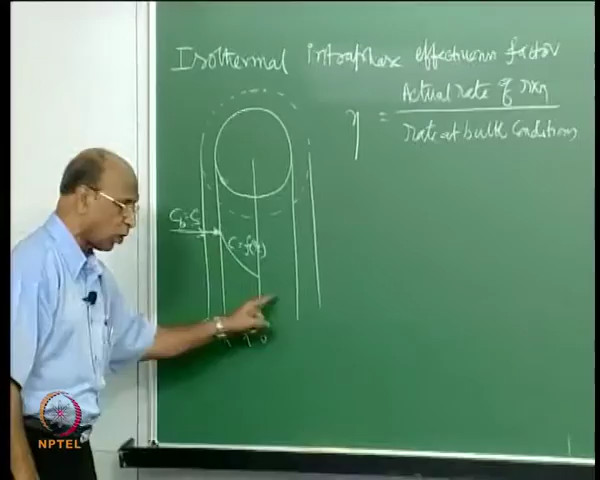 Isothermal intraphase effectiveness factor
η = Actual rate of rxn
Rate at bulk Conditions
C = f(r)
NPTEL